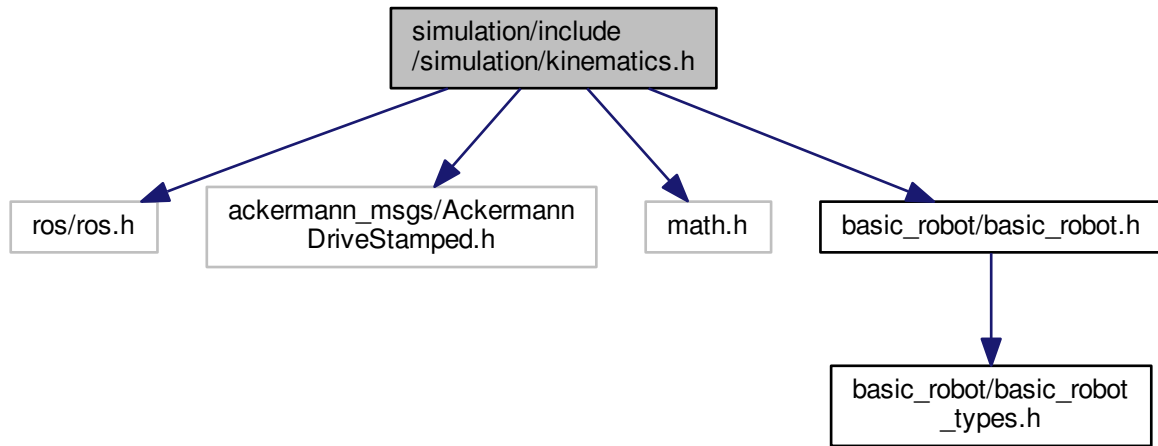 simulation/include
/simulation/kinematics.h
ros/ros.h
ackermann_msgs/Ackermann
DriveStamped.h
math.h
basic_robot/basic_robot.h
basic_robot/basic_robot
_types.h